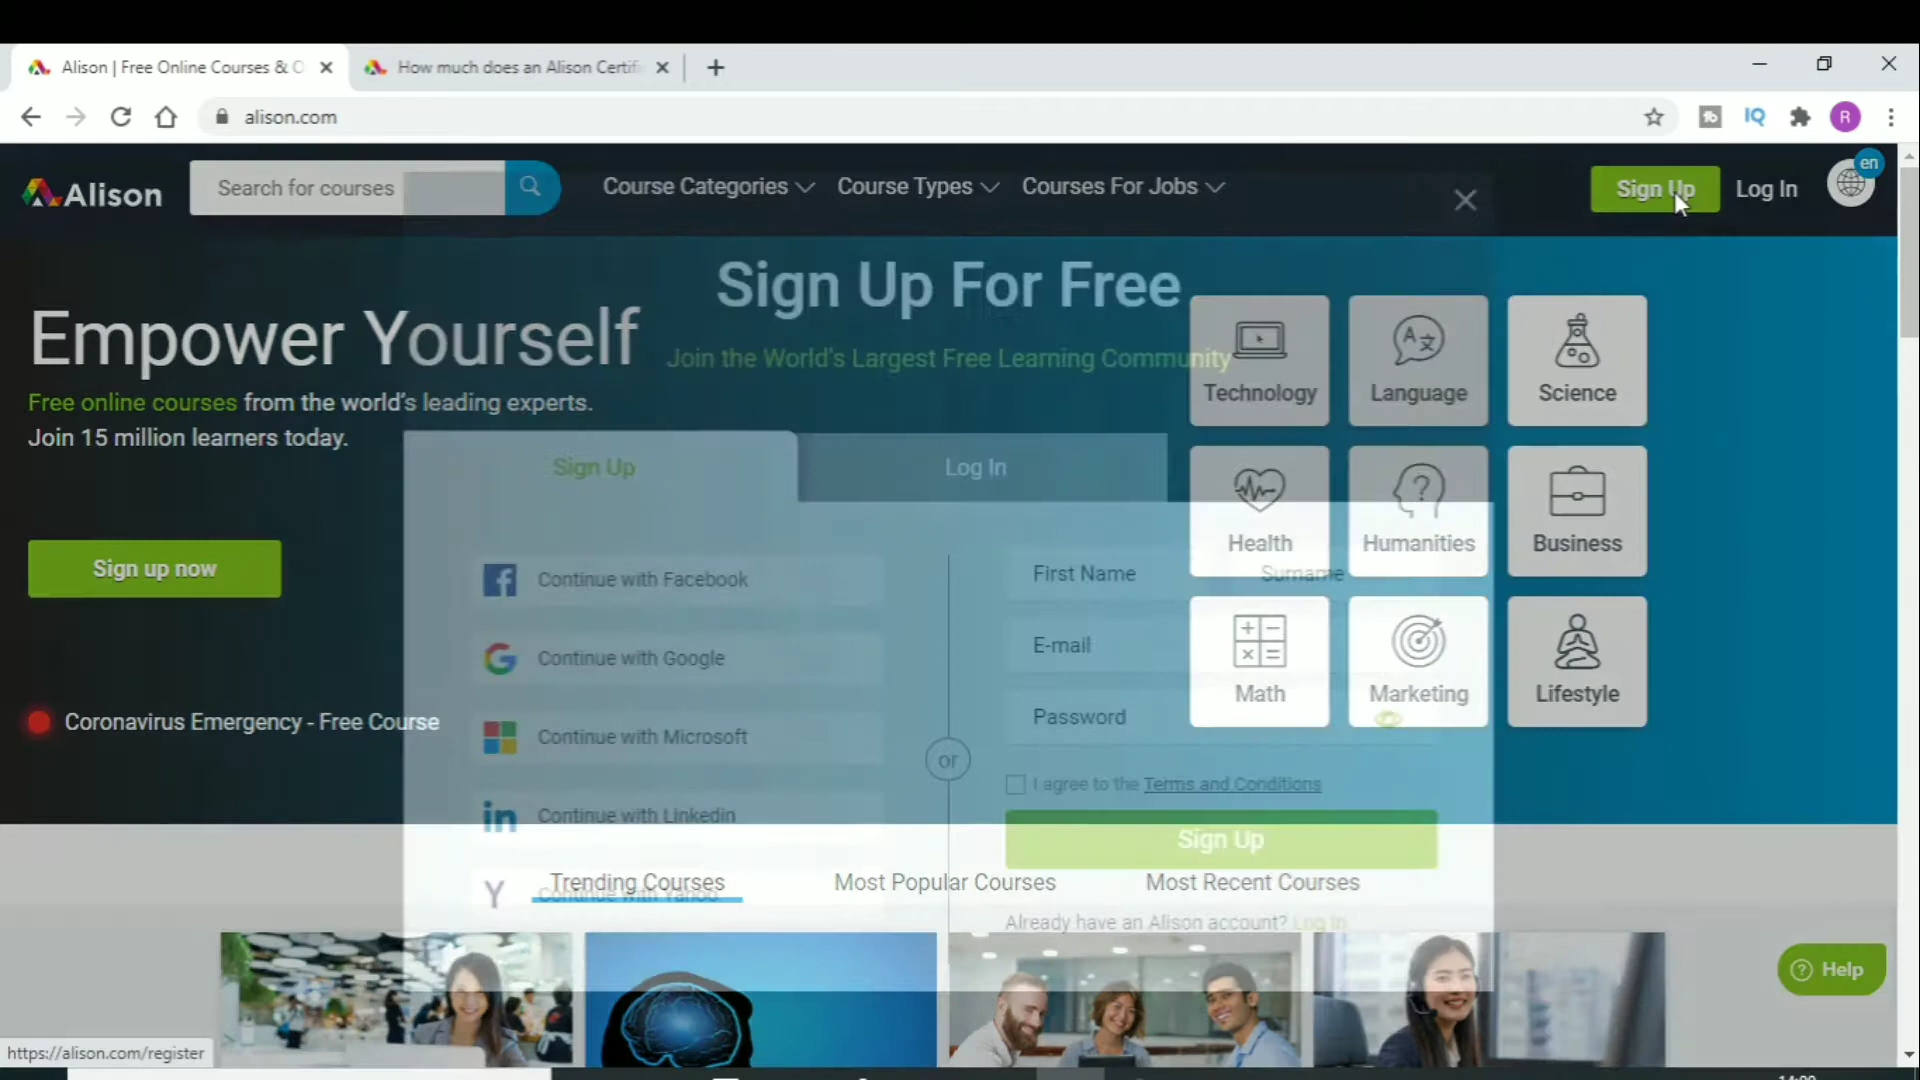 Alison | Free Online Courses & O
How much does an Alison Certifi
alison.com
IQ
R
Alison
Search for courses
Course Categories
Course Types
Courses For Jobs
Sign Up
Log In
en
Sign Up For Free
Join the World's Largest Free Learning Community
Empower Yourself
Free online courses from the world's leading experts.
Join 15 million learners today.
Sign up now
Coronavirus Emergency - Free Course
Technology
Language
Science
Health
Humanities
Business
Math
Marketing
Lifestyle
Sign Up
Log In
Continue with Facebook
Continue with Google
Continue with Microsoft
Continue with Linkedin
Continue with Yahoo
or
First Name
Surname
E-mail
Password
I agree to the Terms and Conditions
Sign Up
Already have an Alison account? Log In
Trending Courses
Most Popular Courses
Most Recent Courses
Help
https://alison.com/register